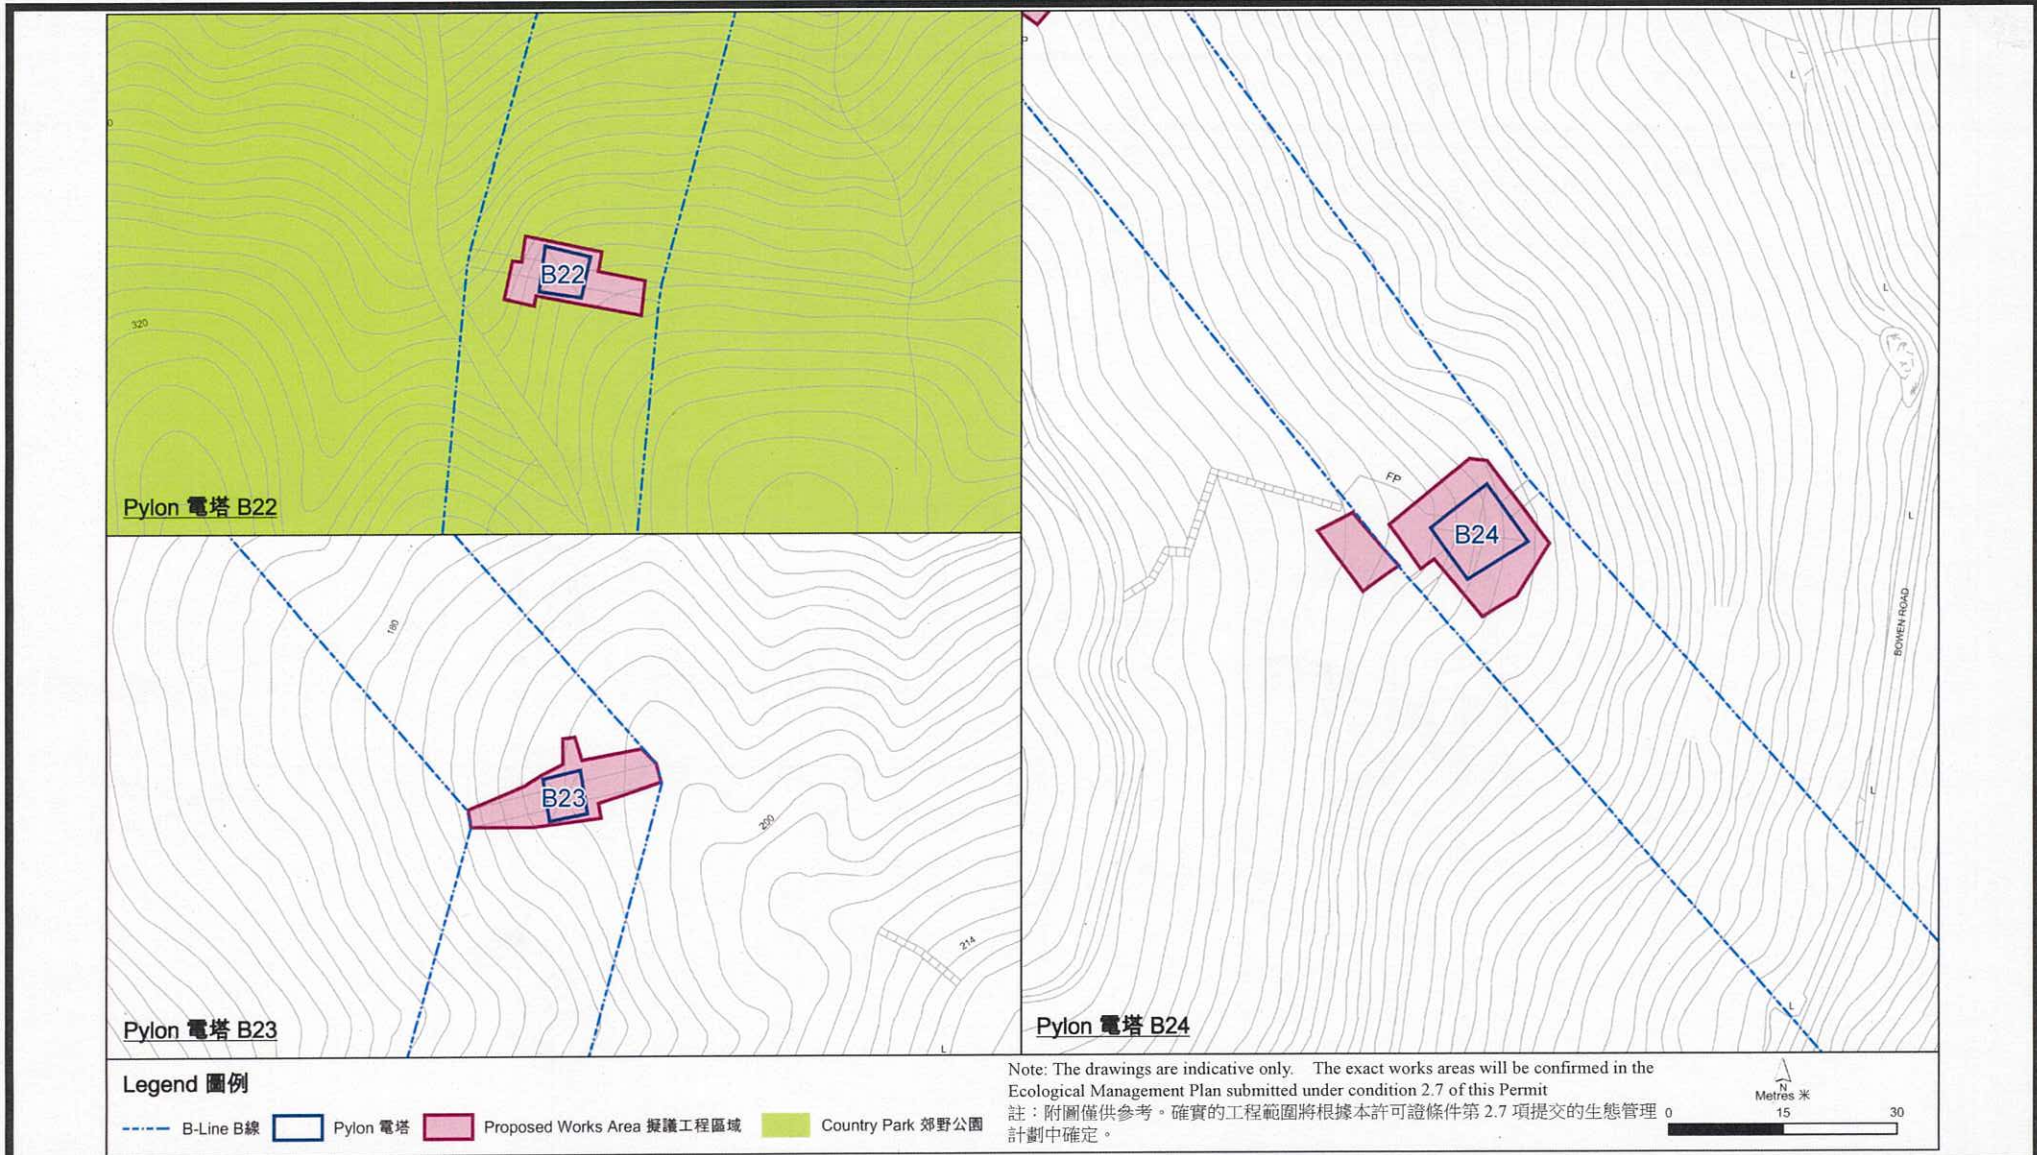 0
320
B22
Pylon 電塔 B22
180
B23
200
214
L
Pylon 電塔 B23
P
L
L
FP
B24
L
BOWEN ROAD
L
L
Pylon 電塔 B24
Legend 圖例
B-Line B線
Pylon 電塔
Proposed Works Area 擬議工程區域
Country Park 郊野公園
Note: The drawings are indicative only. The exact works areas will be confirmed in the
Ecological Management Plan submitted under condition 2.7 of this Permit
註：附圖僅供參考。確實的工程範圍將根據本許可證條件第 2.7 項提交的生態管理
計劃中確定。
N
Metres 米
0 15 30